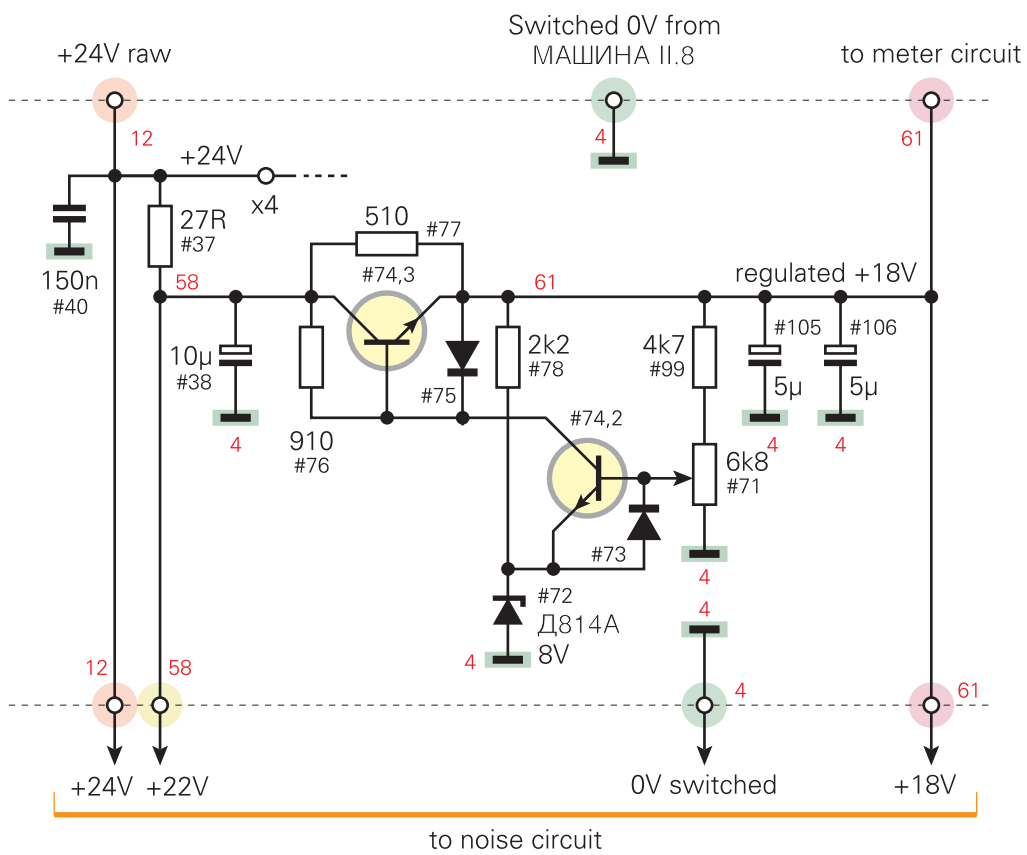 Switched 0V from
МАШИНА II.8
+24V raw
to meter circuit
12
4
61
+24V
x4
27R
#37
510
#77
150n
#40
58
#74,3
61
regulated +18V
10µ
#38
#75
2k2
#78
4k7
#99
#105
5µ
#106
5µ
4
910
#76
#74,2
4
4
6k8
#71
#73
4
#72
Д814А
8V
4
4
12
58
4
61
+24V
+22V
0V switched
+18V
to noise circuit